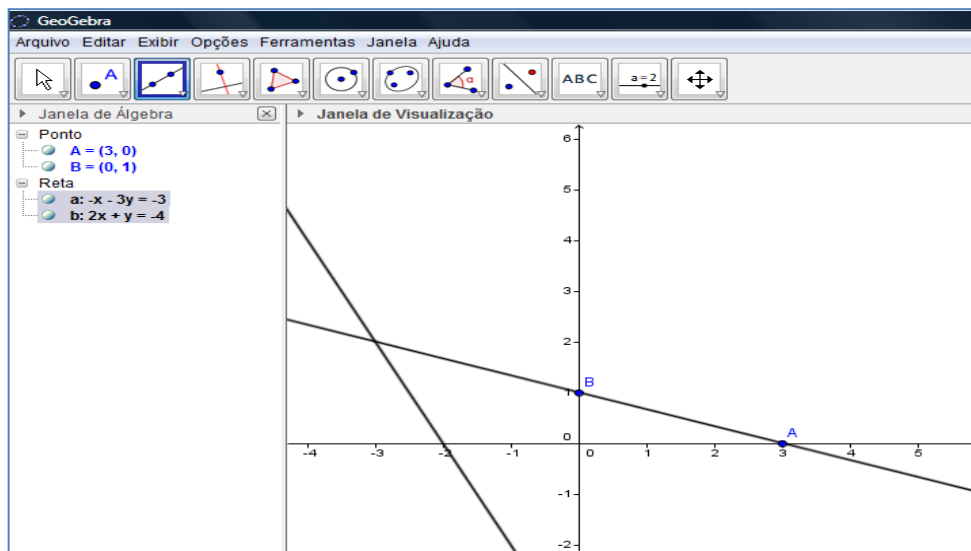 GeoGebra
Arquivo Editar Exibir Opções Ferramentas Janela Ajuda
A
α
ABC
a=2
Janela de Álgebra
Janela de Visualização
Ponto
A = (3, 0)
B = (0, 1)
Reta
a: -x - 3y = -3
b: 2x + y = -4
6
5
4
3
2
1
0
-1
-2
B
A
-4 -3 -2 -1 0 1 2 3 4 5